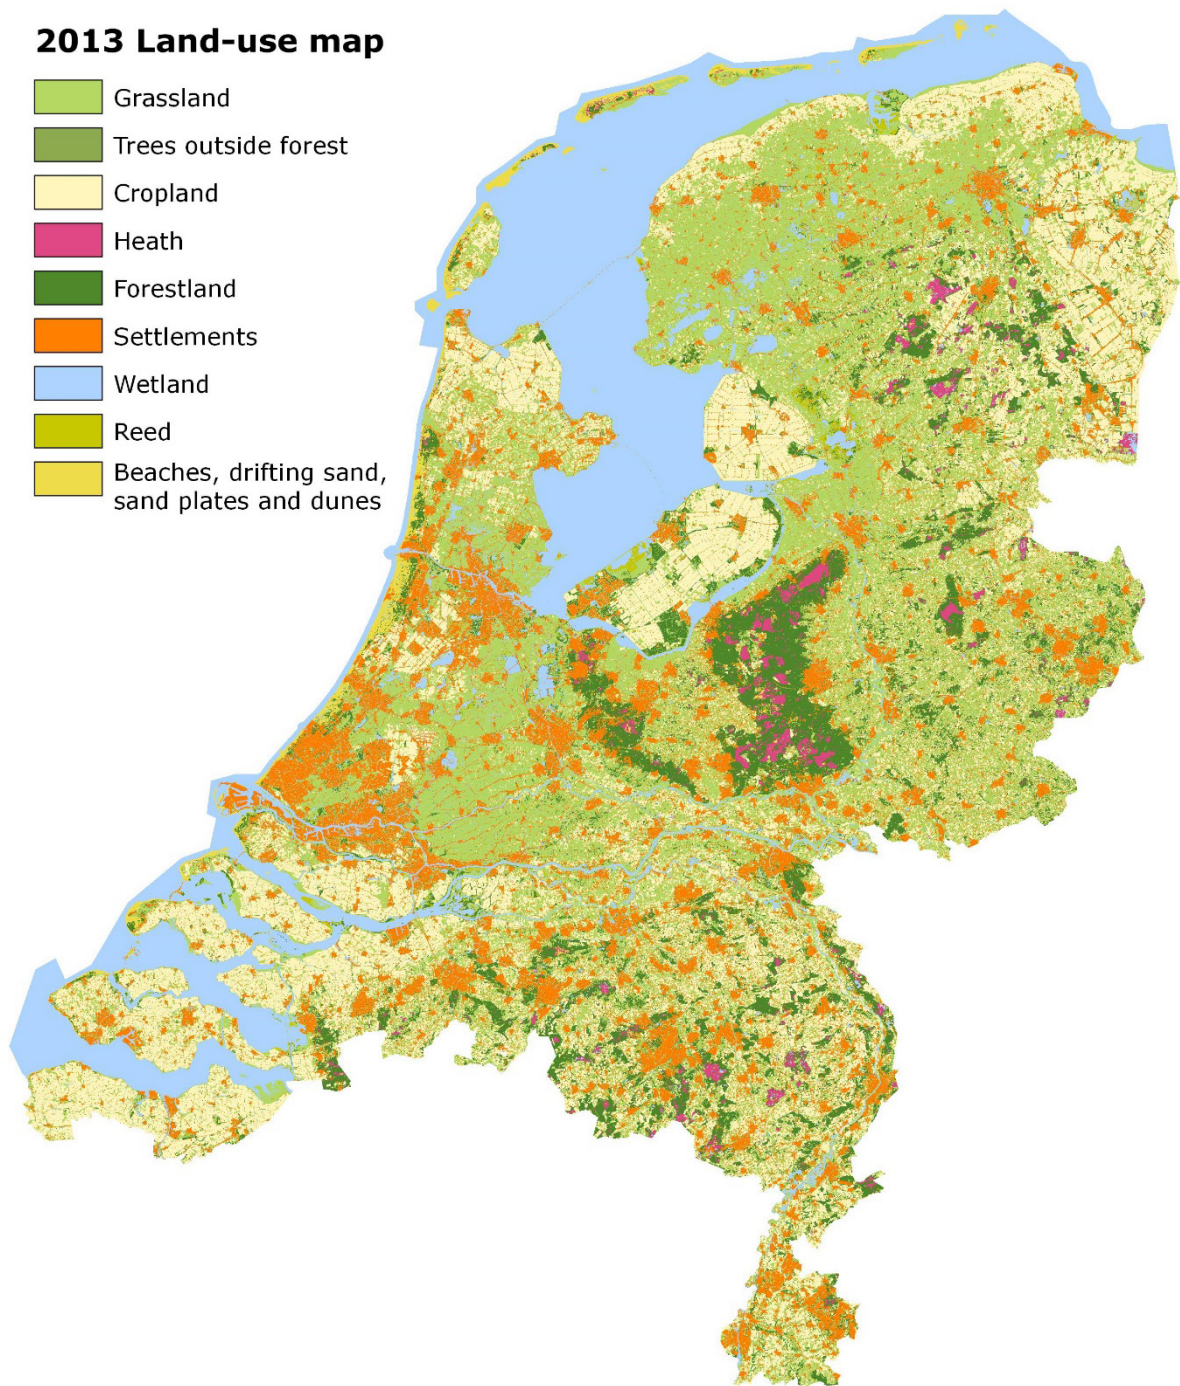 2013 Land-use map
Grassland
Trees outside forest
Cropland
Heath
Forestland
Settlements
Wetland
Reed
Beaches, drifting sand,
sand plates and dunes